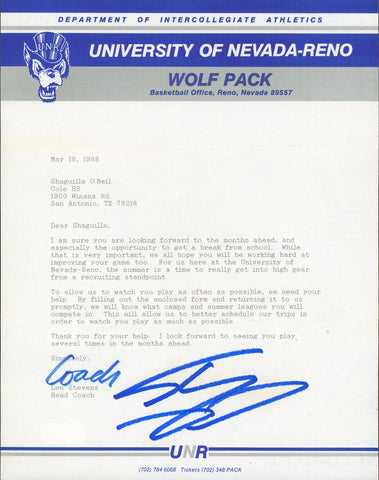 DEPARTMENT OF INTERCOLLEGIATE ATHLETICS
UNR
UNIVERSITY OF NEVADA-RENO
WOLF PACK
Basketball Office, Reno, Nevada 89557
May 18, 1988
Shaguille O'Neil
Cole HS
1900 Winans Rd
San Antonio, TX 78218
Dear Shaguille,
I am sure you are looking forward to the months ahead, and
especially the opportunity to get a break from school. While
that is very important, we all hope you will be working hard at
improving your game too. For us here at the University of
Nevada-Reno, the summer is a time to really get into high gear
from a recruiting standpoint.
To allow us to watch you play as often as possible, we need your
help. By filling out the enclosed form and returning it to us
promptly, we will know what camps and summer leagues you will
compete in. This will allow us to better schedule our trips in
order to watch you play as much as possible.
Thank you for your help. I look forward to seeing you play
several times in the months ahead.
Sincerely,
Coach
Len Stevens
Head Coach
UNR
(702) 784-6068 Tickets (702) 348 PACK